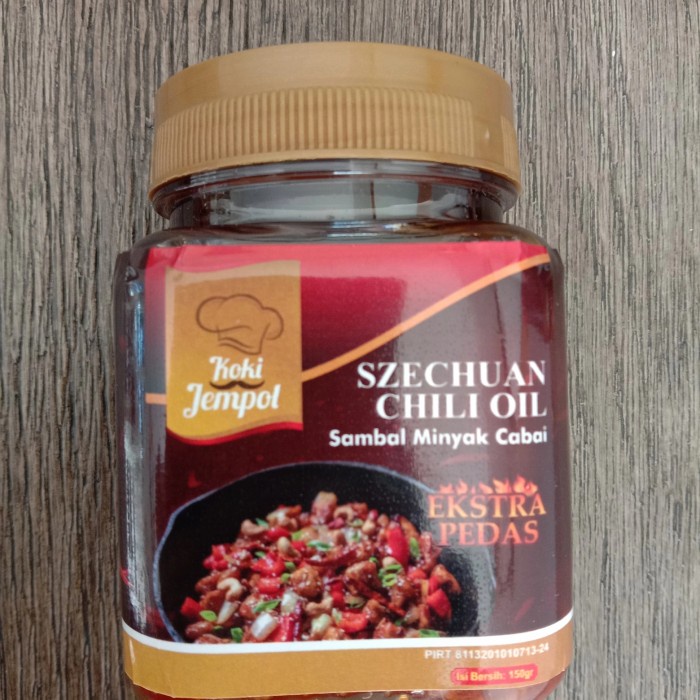 Koki
Jempol
SZECHUAN
CHILI OIL
Sambal Minyak Cabai
EKSTRA
PEDAS
PIRT 8113201010713-24
Isi Bersih: 150gr